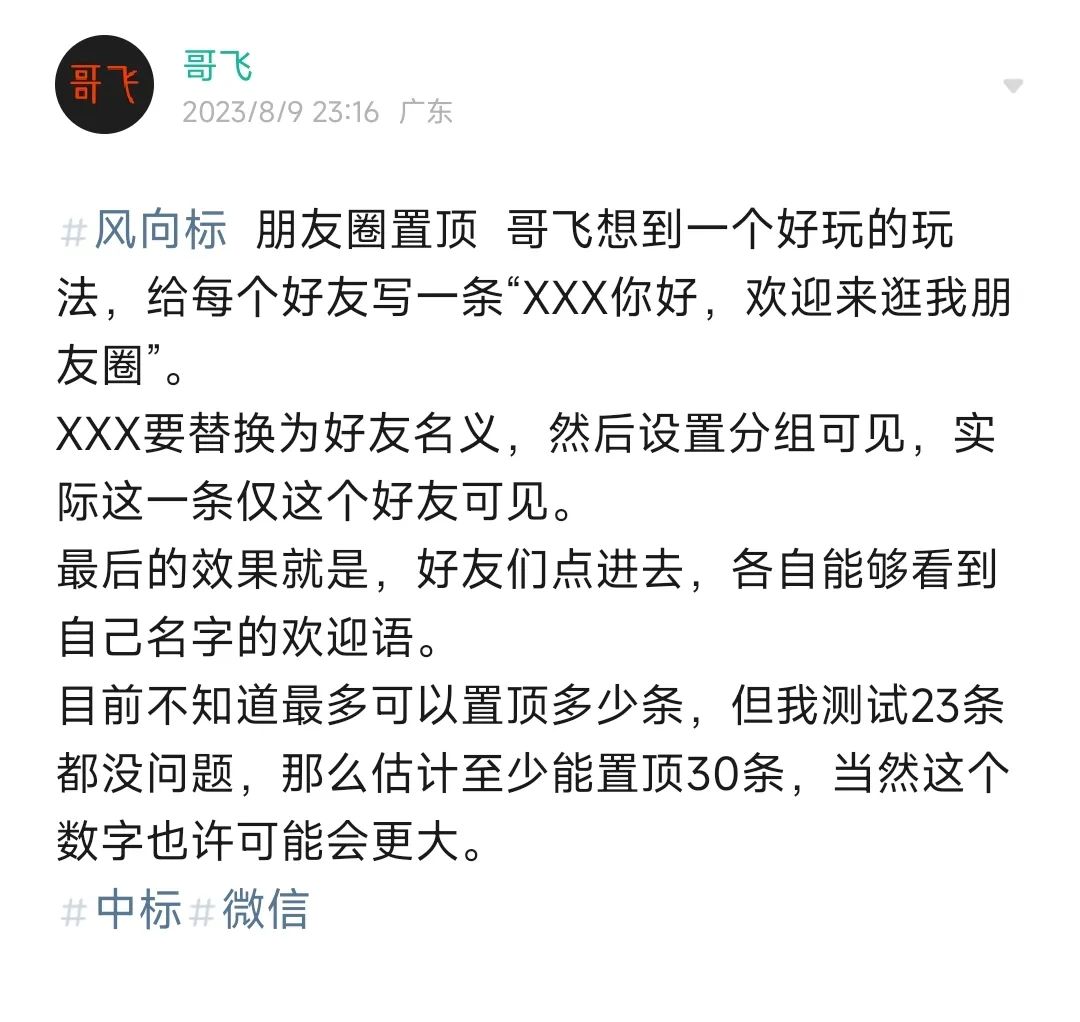 哥飞
哥飞
2023/8/9 23:16 广东
#风向标 朋友圈置顶 哥飞想到一个好玩的玩
法，给每个好友写一条“XXX你好，欢迎来逛我朋
友圈”。
XXX要替换为好友名义，然后设置分组可见，实
际这一条仅这个好友可见。
最后的效果就是，好友们点进去，各自能够看到
自己名字的欢迎语。
目前不知道最多可以置顶多少条，但我测试23条
都没问题，那么估计至少能置顶30条，当然这个
数字也许可能会更大。
#中标#微信